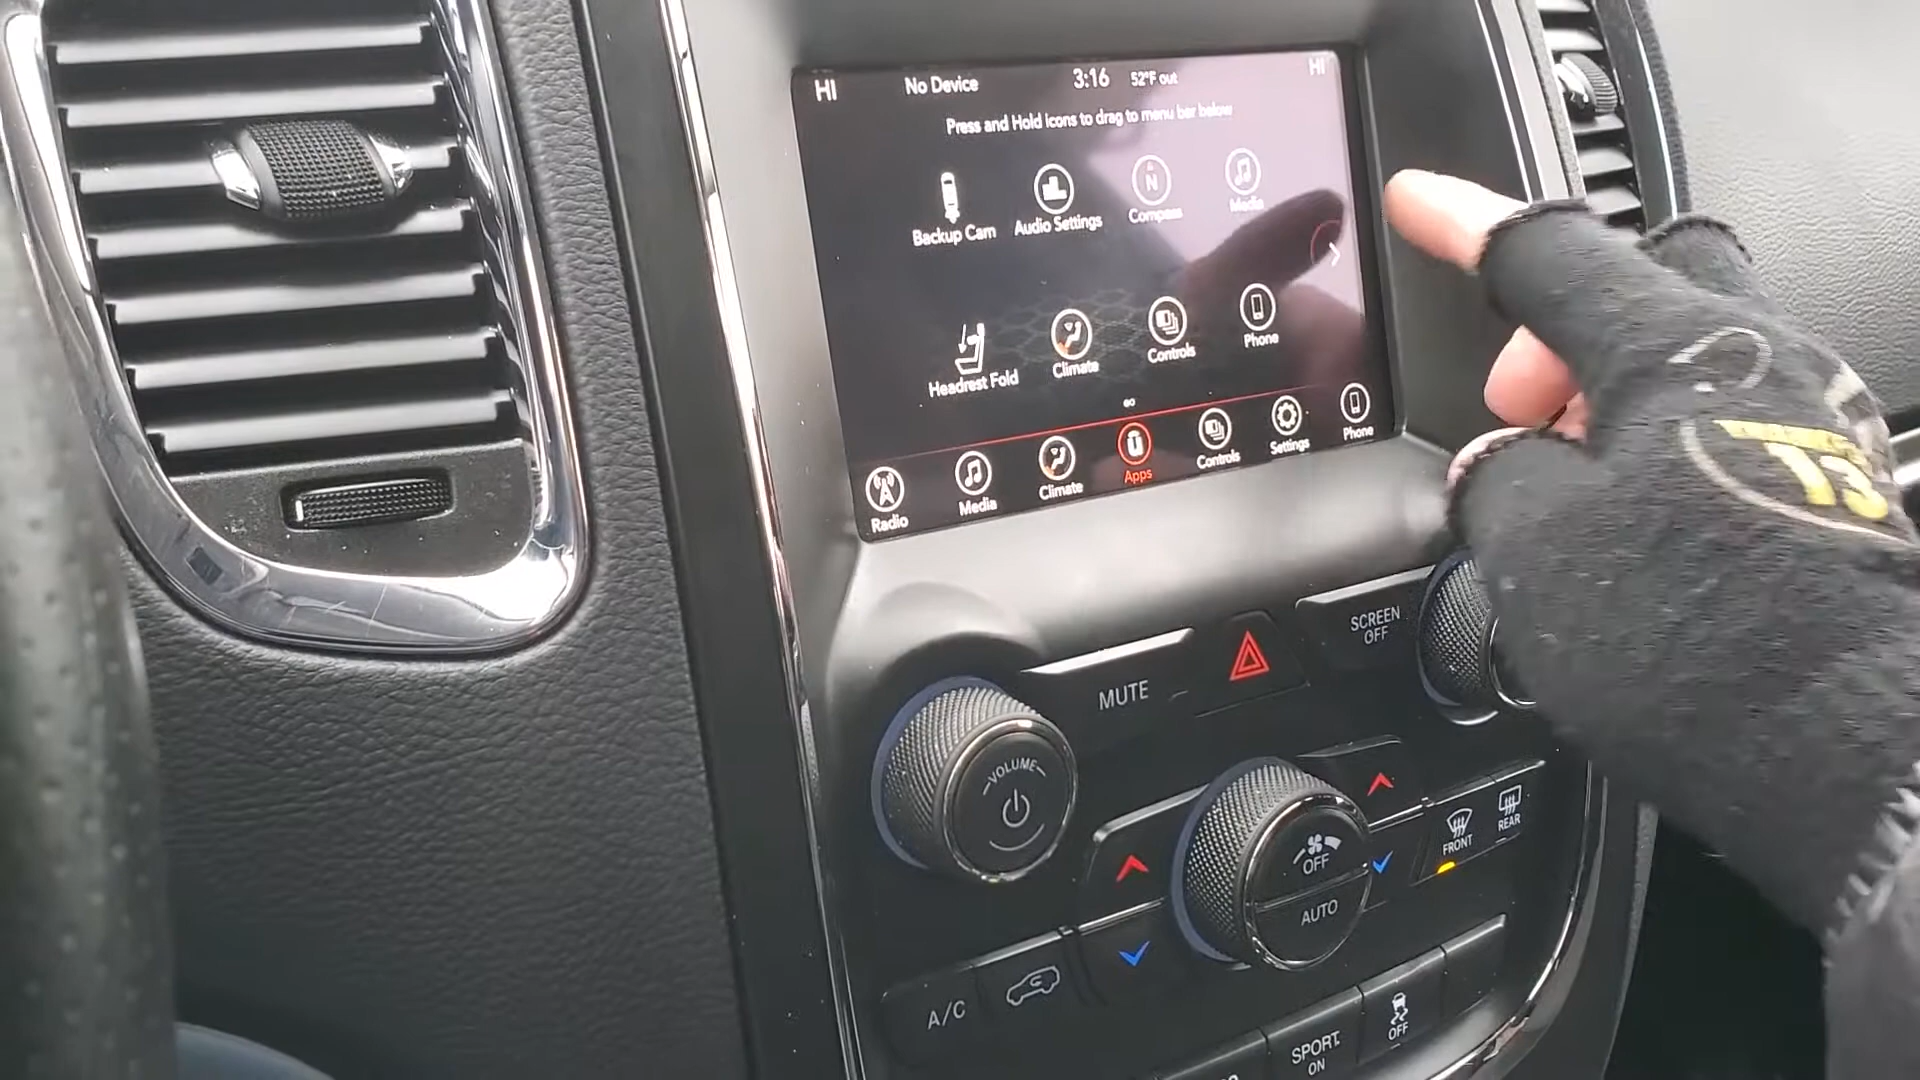 HI No Device 3:16 52°F out HI
Press and Hold icons to drag to menu bar below
Backup Cam Audio Settings Compass Media
N
Headrest Fold Climate Controls Phone
Radio Media Climate Apps Controls Settings Phone
MUTE
SCREEN
OFF
VOLUME
OFF
AUTO
FRONT
REAR
A/C
SPORT
ON
OFF